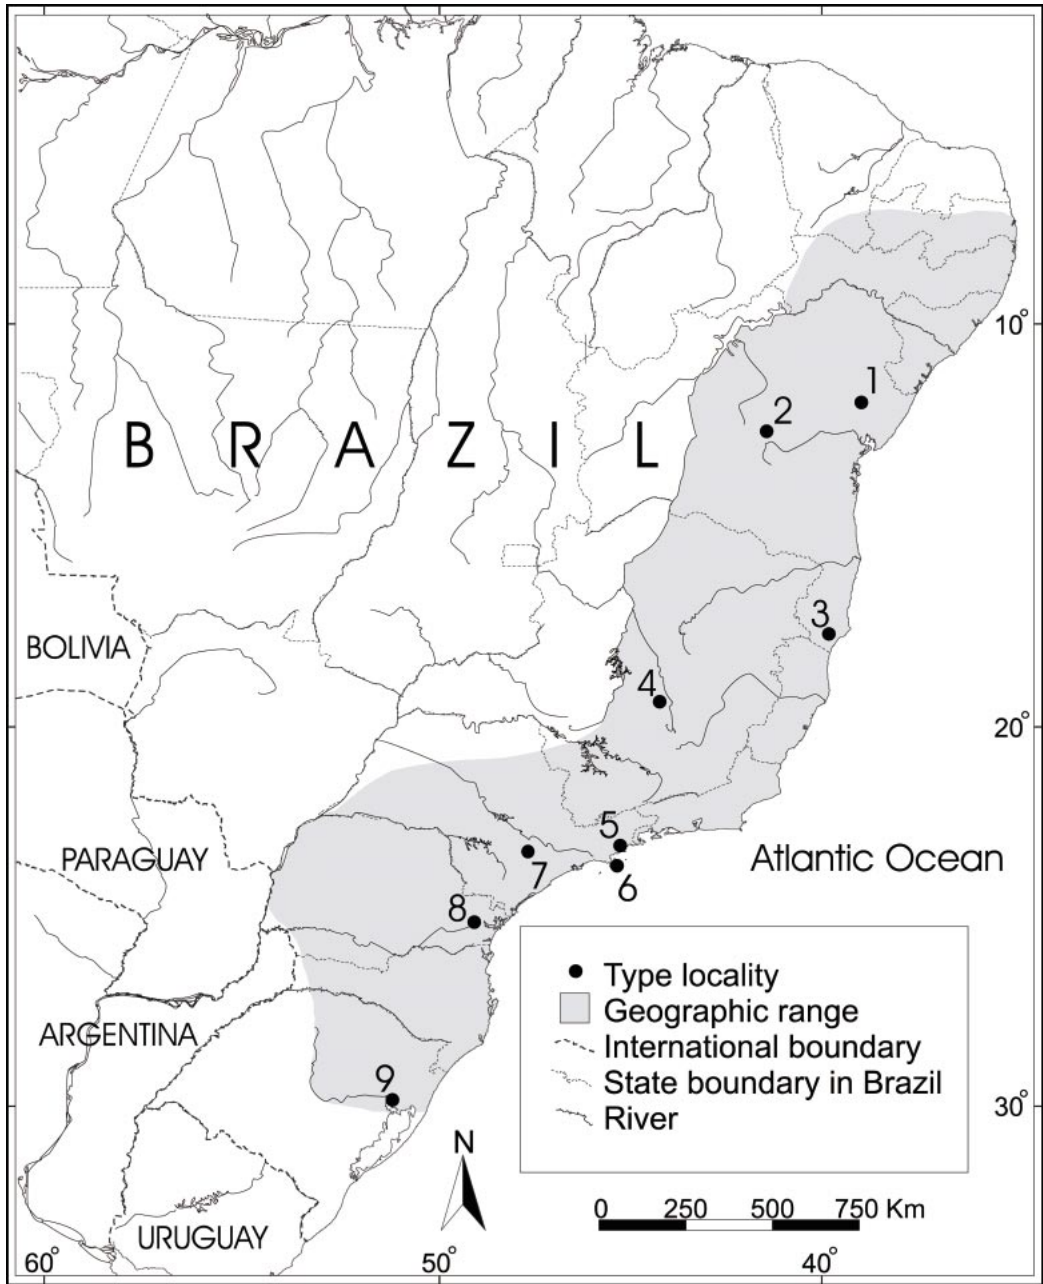 10°
1
2
B R A Z I L
3
BOLIVIA
4
20°
5
PARAGUAY
7
6
Atlantic Ocean
8
Type locality
Geographic range
ARGENTINA
International boundary
State boundary in Brazil
9
River
30°
N
0 250 500 750 Km
URUGUAY
60° 50° 40°